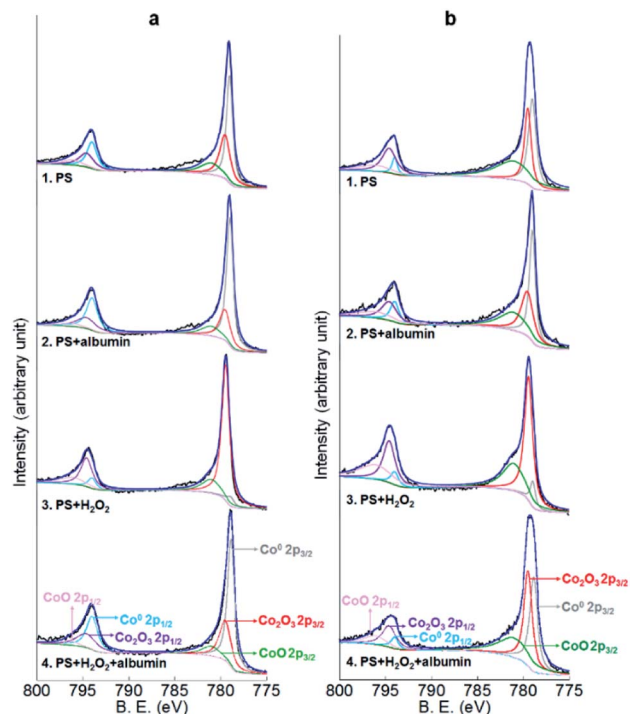 a
b
Intensity (arbitrary unit)
1. PS
2. PS+albumin
3. PS+H₂O₂
Co⁰ 2p₃/₂
CoO 2p₁/₂
Co⁰ 2p₁/₂
Co₂O₃ 2p₁/₂
Co₂O₃ 2p₃/₂
CoO 2p₃/₂
4. PS+H₂O₂+albumin
800 795 790 785 780 775
B. E. (eV)
Intensity (arbitrary unit)
1. PS
2. PS+albumin
3. PS+H₂O₂
CoO 2p₁/₂
Co₂O₃ 2p₁/₂
Co⁰ 2p₁/₂
Co₂O₃ 2p₃/₂
Co⁰ 2p₃/₂
CoO 2p₃/₂
4. PS+H₂O₂+albumin
800 795 790 785 780 775
B. E. (eV)